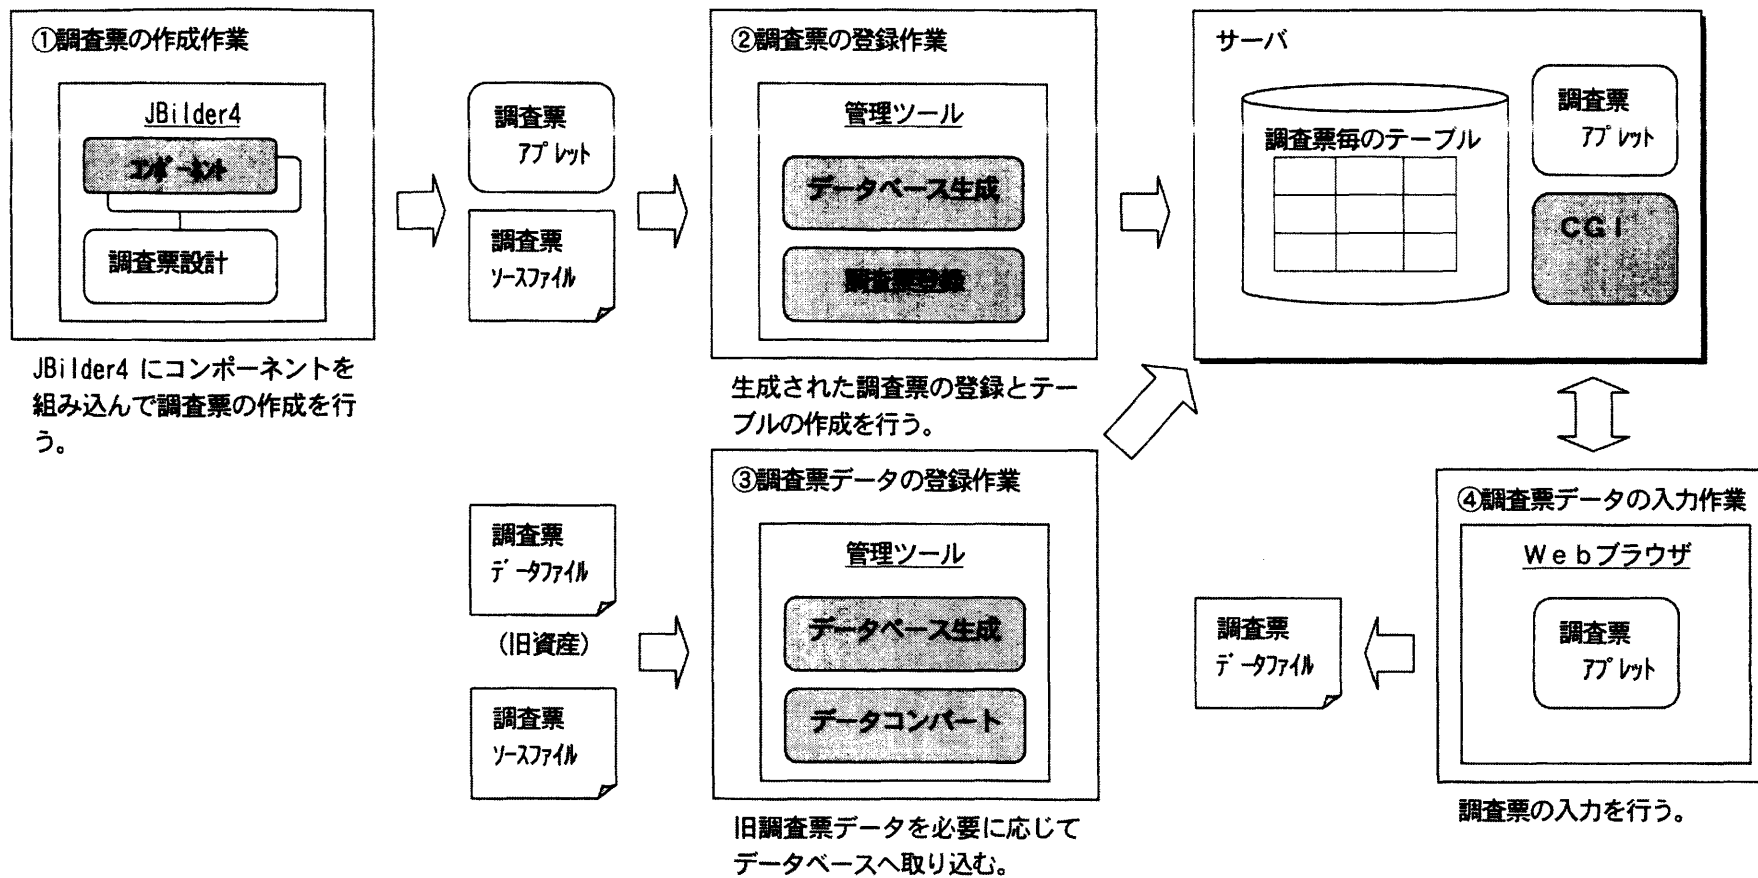 ①調査票の作成作業
JBilder4
コンポーネント
調査票設計
JBilder4 にコンポーネントを
組み込んで調査票の作成を行
う。
調査票
アプレット
調査票
ソースファイル
②調査票の登録作業
管理ツール
データベース生成
調査票登録
生成された調査票の登録とテー
ブルの作成を行う。
サーバ
調査票毎のテーブル
調査票
アプレット
CGI
調査票
データファイル
(旧資産)
調査票
ソースファイル
③調査票データの登録作業
管理ツール
データベース生成
データコンバート
旧調査票データを必要に応じて
データベースへ取り込む。
④調査票データの入力作業
Webブラウザ
調査票
アプレット
調査票の入力を行う。
調査票
データファイル